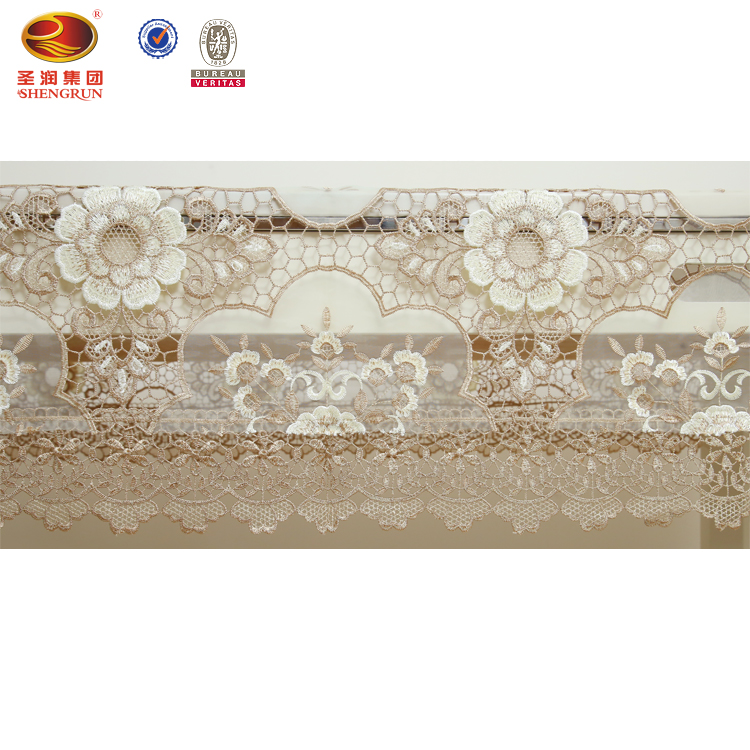 ®
圣润集团
SHENGRUN
BUREAU VERITAS
1828
BUREAU
VERITAS